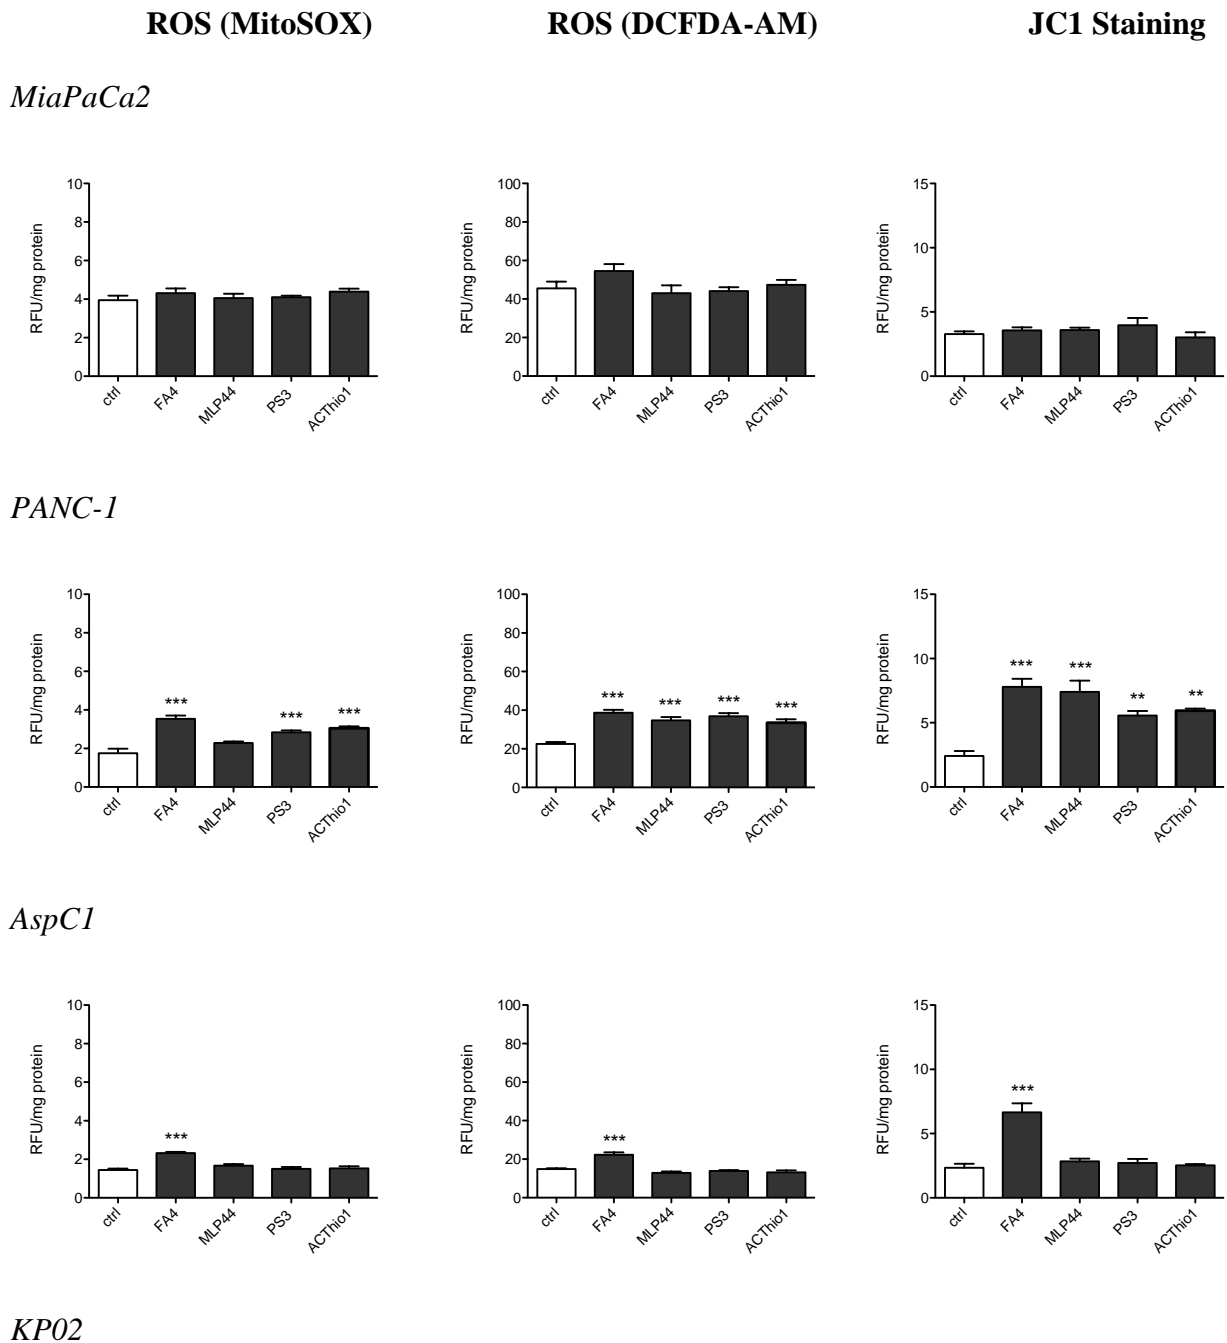 ROS (MitoSOX) ROS (DCFDA-AM) JC1 Staining
MiaPaCa2
RFU/mg protein
10
8
6
4
2
0
ctrl FA4 MLP44 PS3 ACThio1
RFU/mg protein
100
80
60
40
20
0
ctrl FA4 MLP44 PS3 ACThio1
RFU/mg protein
15
10
5
0
ctrl FA4 MLP44 PS3 ACThio1
PANC-1
RFU/mg protein
10
8
6
4
2
0
*** *** ***
ctrl FA4 MLP44 PS3 ACThio1
RFU/mg protein
100
80
60
40
20
0
*** *** *** ***
ctrl FA4 MLP44 PS3 ACThio1
RFU/mg protein
15
10
5
0
*** *** ** **
ctrl FA4 MLP44 PS3 ACThio1
AspC1
RFU/mg protein
10
8
6
4
2
0
***
ctrl FA4 MLP44 PS3 ACThio1
RFU/mg protein
100
80
60
40
20
0
***
ctrl FA4 MLP44 PS3 ACThio1
RFU/mg protein
15
10
5
0
***
ctrl FA4 MLP44 PS3 ACThio1
KP02